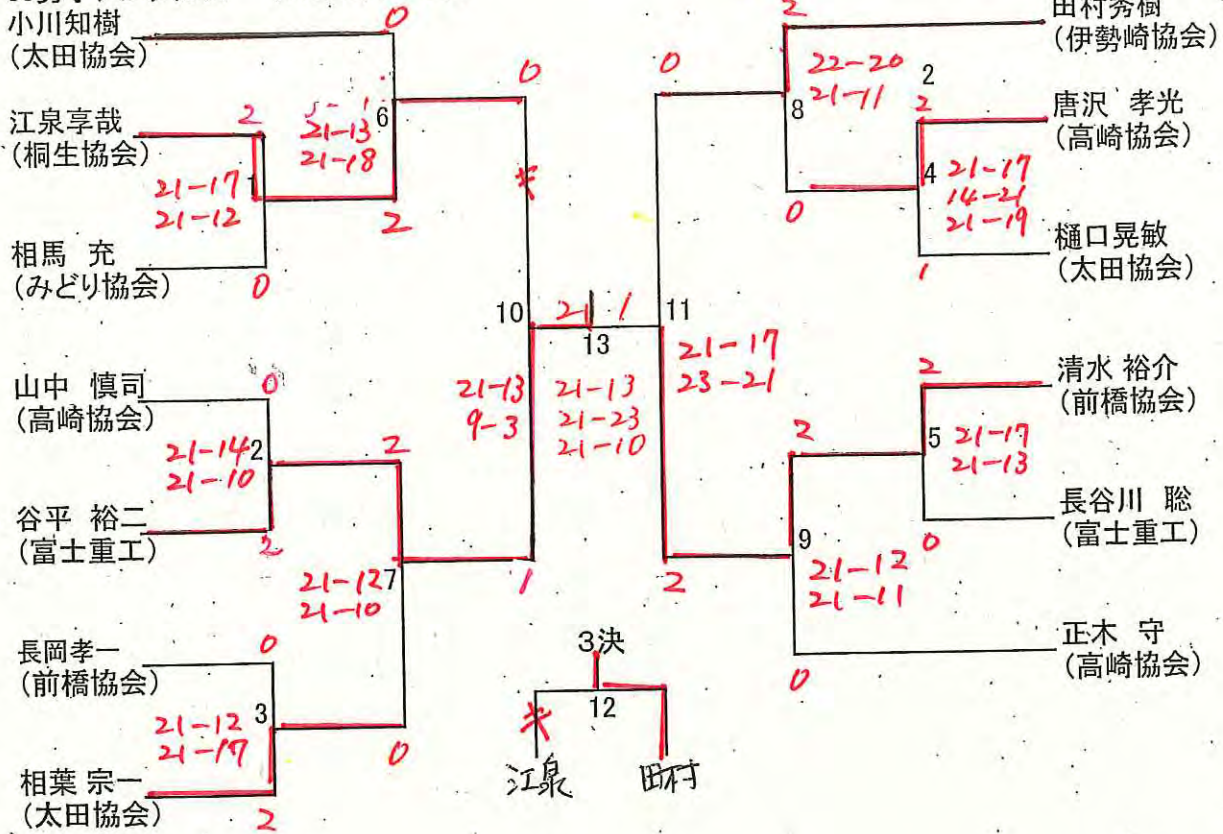 小川知樹
(太田協会)
0
6
21-13
21-18
江泉享哉
(桐生協会)
2
1
21-17
21-12
2
相馬 充
(みどり協会)
0
0
キ
10
21-13
9-3
山中 慎司
(高崎協会)
0
2
21-14
21-10
谷平 裕二
(富士重工)
2
2
7
21-12
21-10
1
長岡孝一
(前橋協会)
0
3
21-12
21-17
0
相葉 宗一
(太田協会)
2
2 1
13
21-13
21-23
21-10
3決
12
キ
江泉 田村
田村秀樹
(伊勢崎協会)
2
22-20
21-11
8
0
2
唐沢 孝光
(高崎協会)
2
4
21-17
14-21
21-19
0
樋口晃敏
(太田協会)
1
11
21-17
23-21
清水 裕介
(前橋協会)
2
5
21-17
21-13
2
長谷川 聡
(富士重工)
0
9
21-12
21-11
2
正木 守
(高崎協会)
0